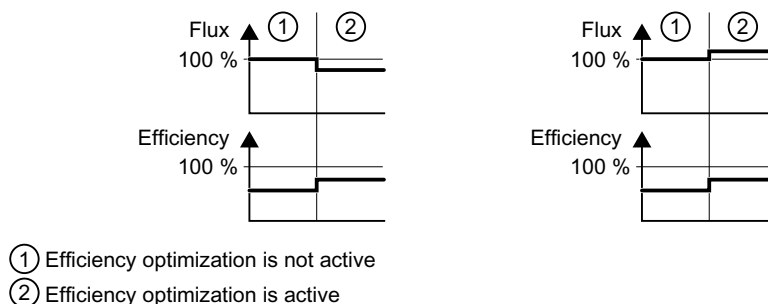 Flux ① ②
100 %
Efficiency
100 %
Flux ① ②
100 %
Efficiency
100 %
① Efficiency optimization is not active
② Efficiency optimization is active